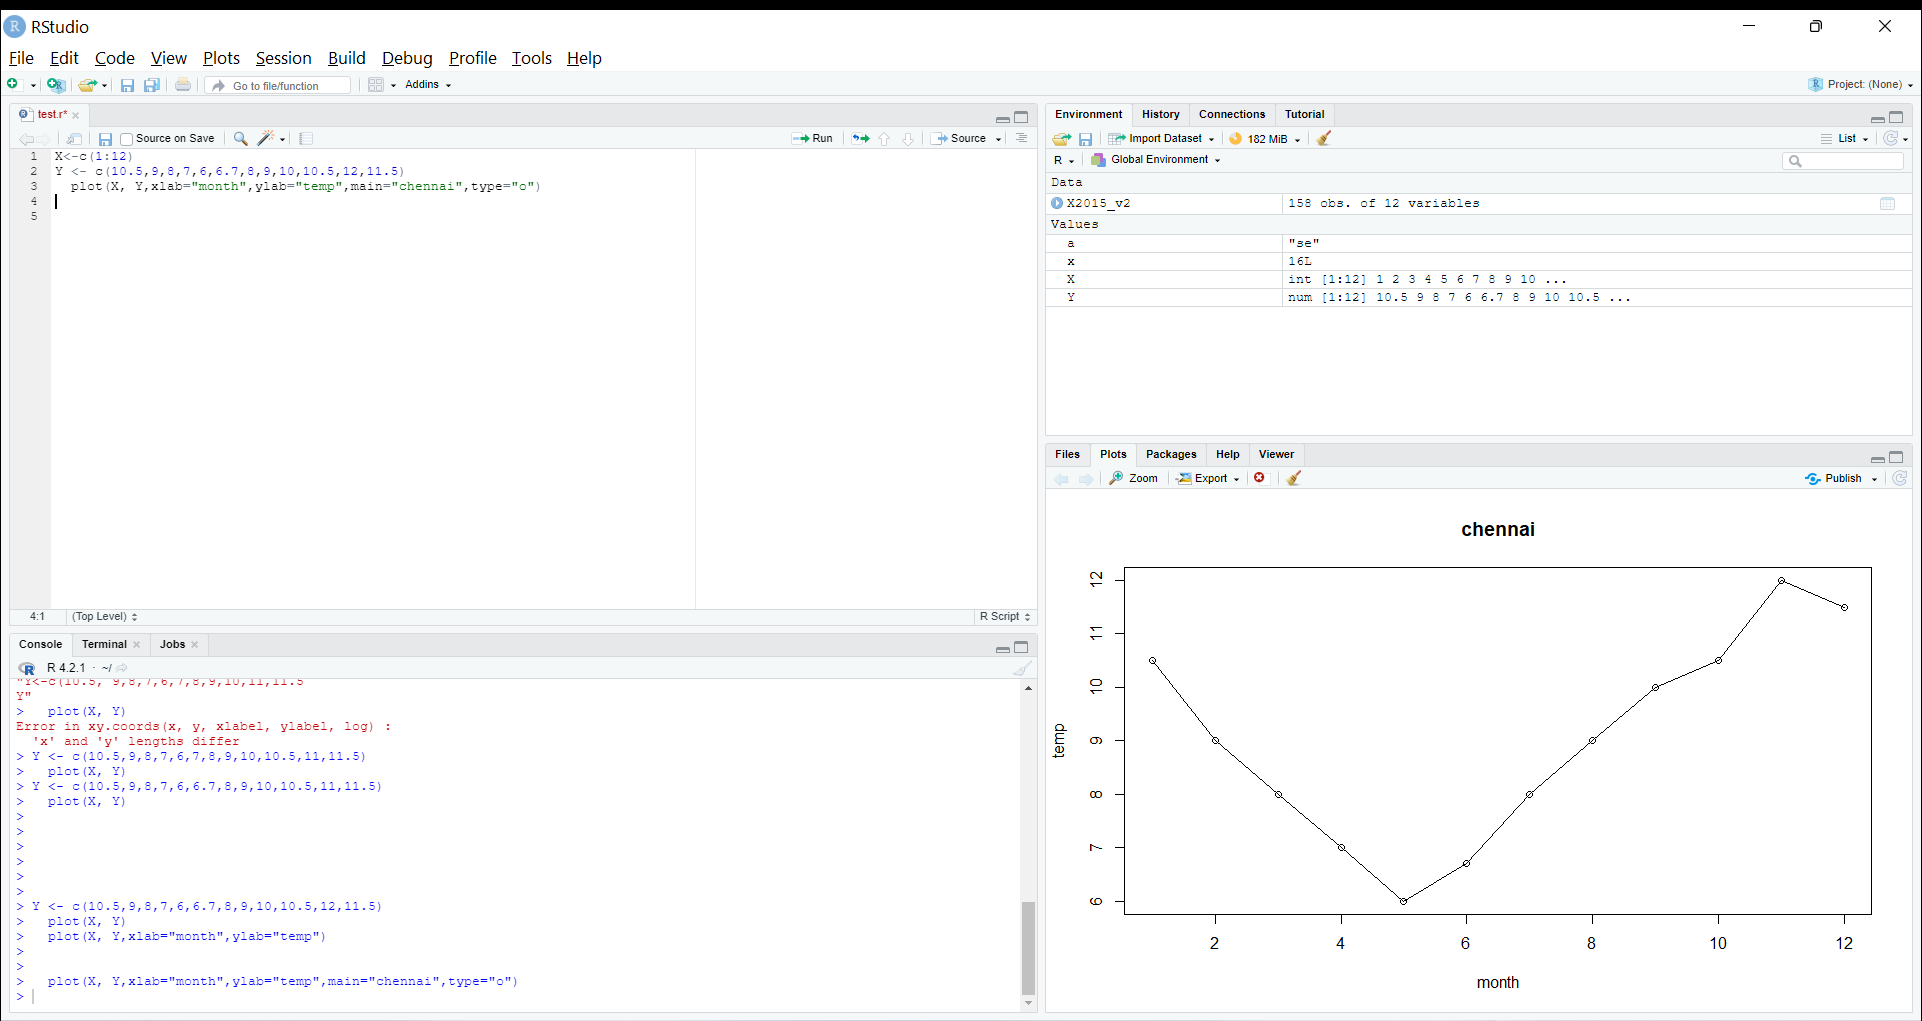 RStudio
File Edit Code View Plots Session Build Debug Profile Tools Help
Go to file/function Addins
Project: (None)
test.r*
Source on Save Run Source
1 X<-c(1:12)
2 Y <- c(10.5,9,8,7,6,6.7,8,9,10,10.5,12,11.5)
3 plot(X, Y,xlab="month",ylab="temp",main="chennai",type="o")
4
5
4:1 (Top Level) R Script
Console Terminal Jobs
R 4.2.1 · ~/
"Y<-c(10.5, 9,8,7,6,7,8,9,10,11,11.5
Y"
> plot(X, Y)
Error in xy.coords(x, y, xlabel, ylabel, log) :
'x' and 'y' lengths differ
> Y <- c(10.5,9,8,7,6,7,8,9,10,10.5,11,11.5)
> plot(X, Y)
> Y <- c(10.5,9,8,7,6,6.7,8,9,10,10.5,11,11.5)
> plot(X, Y)
>
>
>
>
>
>
> Y <- c(10.5,9,8,7,6,6.7,8,9,10,10.5,12,11.5)
> plot(X, Y)
> plot(X, Y,xlab="month",ylab="temp")
>
>
> plot(X, Y,xlab="month",ylab="temp",main="chennai",type="o")
>
Environment History Connections Tutorial
Import Dataset 182 MiB List
R Global Environment
Data
X2015_v2 158 obs. of 12 variables
Values
a "se"
x 16L
X int [1:12] 1 2 3 4 5 6 7 8 9 10 ...
Y num [1:12] 10.5 9 8 7 6 6.7 8 9 10 10.5 ...
Files Plots Packages Help Viewer
Zoom Export Publish
chennai
12
11
10
9
8
7
6
temp
2 4 6 8 10 12
month